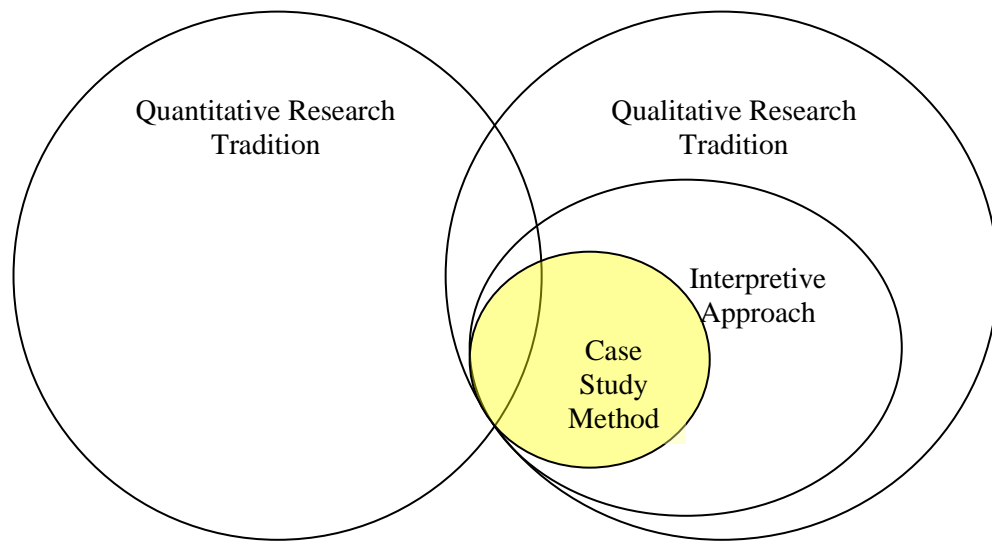 Quantitative Research
Tradition
Qualitative Research
Tradition
Interpretive
Approach
Case
Study
Method